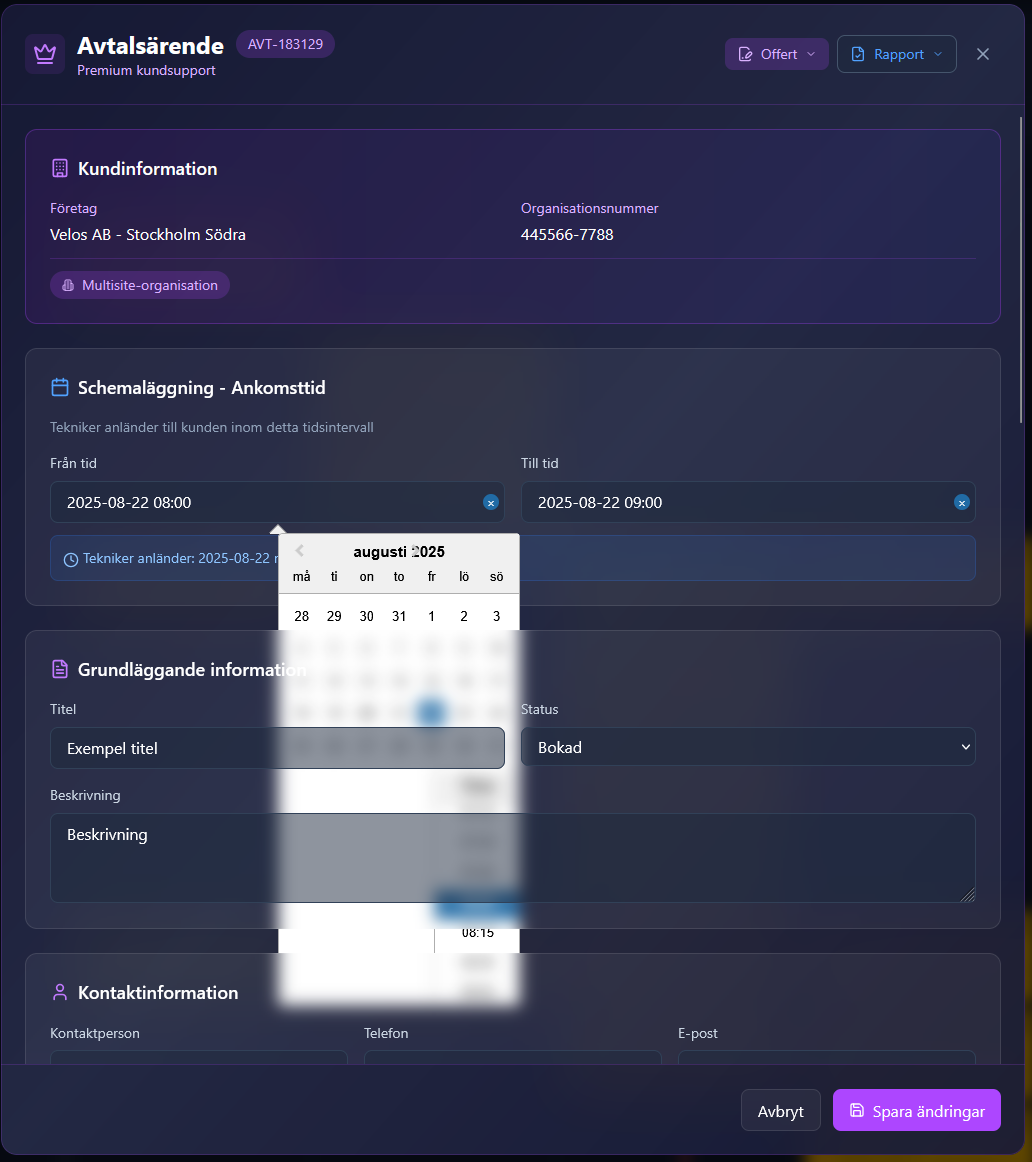 Avtalsärende
AVT-183129
Premium kundsupport
Offert
Rapport
Kundinformation
Företag
Organisationsnummer
Velos AB - Stockholm Södra
445566-7788
Multisite-organisation
Schemaläggning - Ankomsttid
Tekniker anländer till kunden inom detta tidsintervall
Från tid
Till tid
2025-08-22 08:00
2025-08-22 09:00
Tekniker anländer: 2025-08-22
augusti 2025
må ti on to fr lö sö
28 29 30 31 1 2 3
Grundläggande information
Titel
Status
Exempel titel
Bokad
Beskrivning
Beskrivning
08:15
Kontaktinformation
Kontaktperson
Telefon
E-post
Avbryt
Spara ändringar